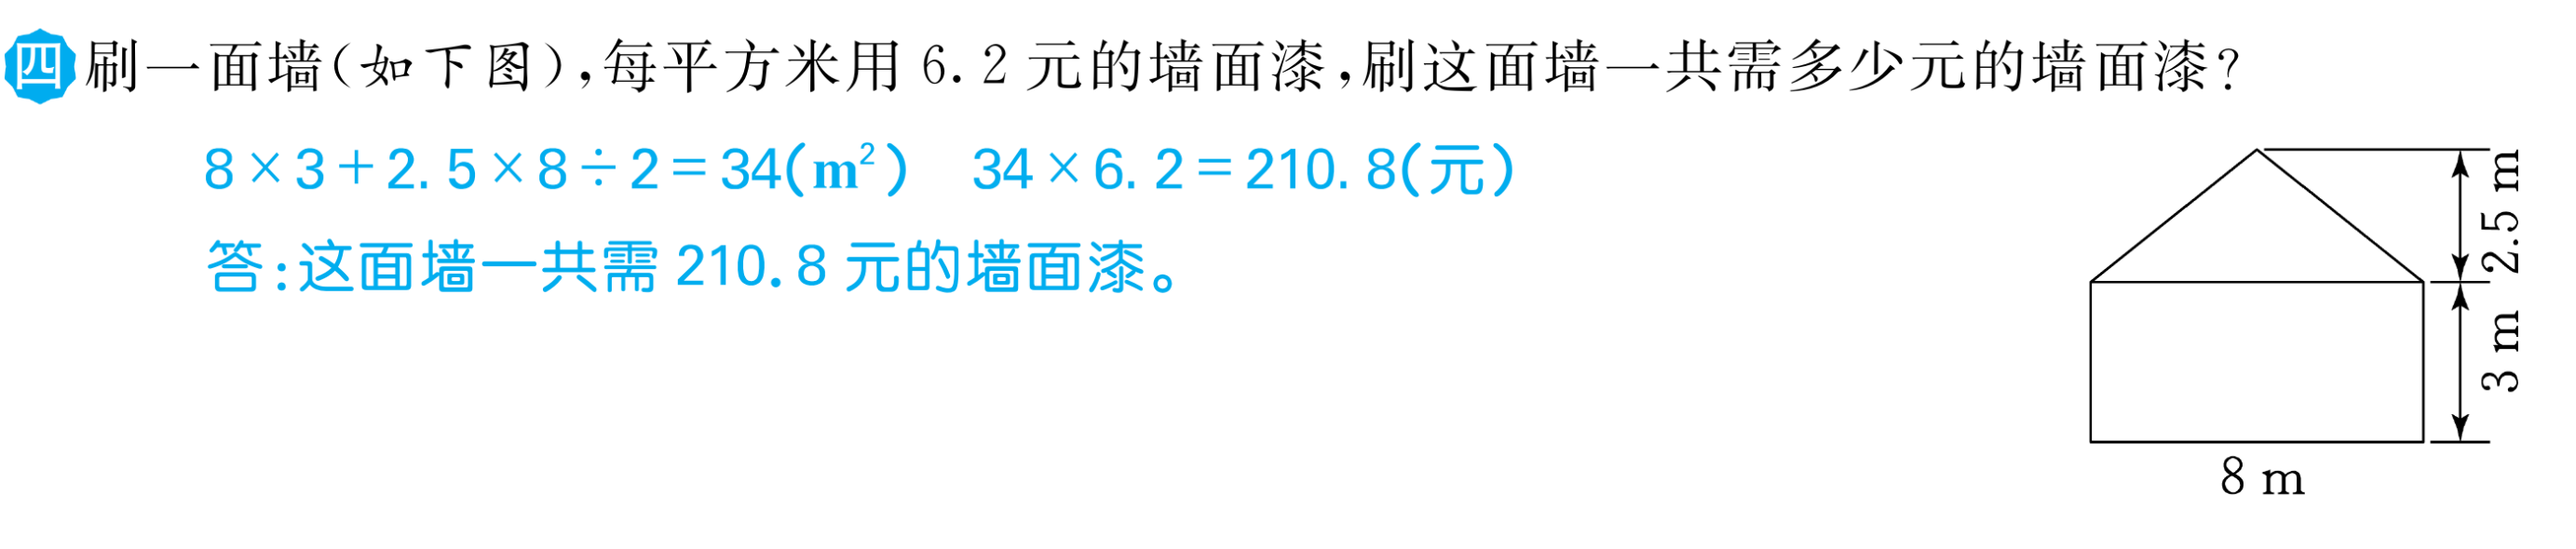 四 刷一面墙(如下图),每平方米用 6.2 元的墙面漆,刷这面墙一共需多少元的墙面漆?
8×3+2.5×8÷2=34(m²) 34×6.2=210.8(元)
答:这面墙一共需 210.8 元的墙面漆。
2.5 m
3 m
8 m